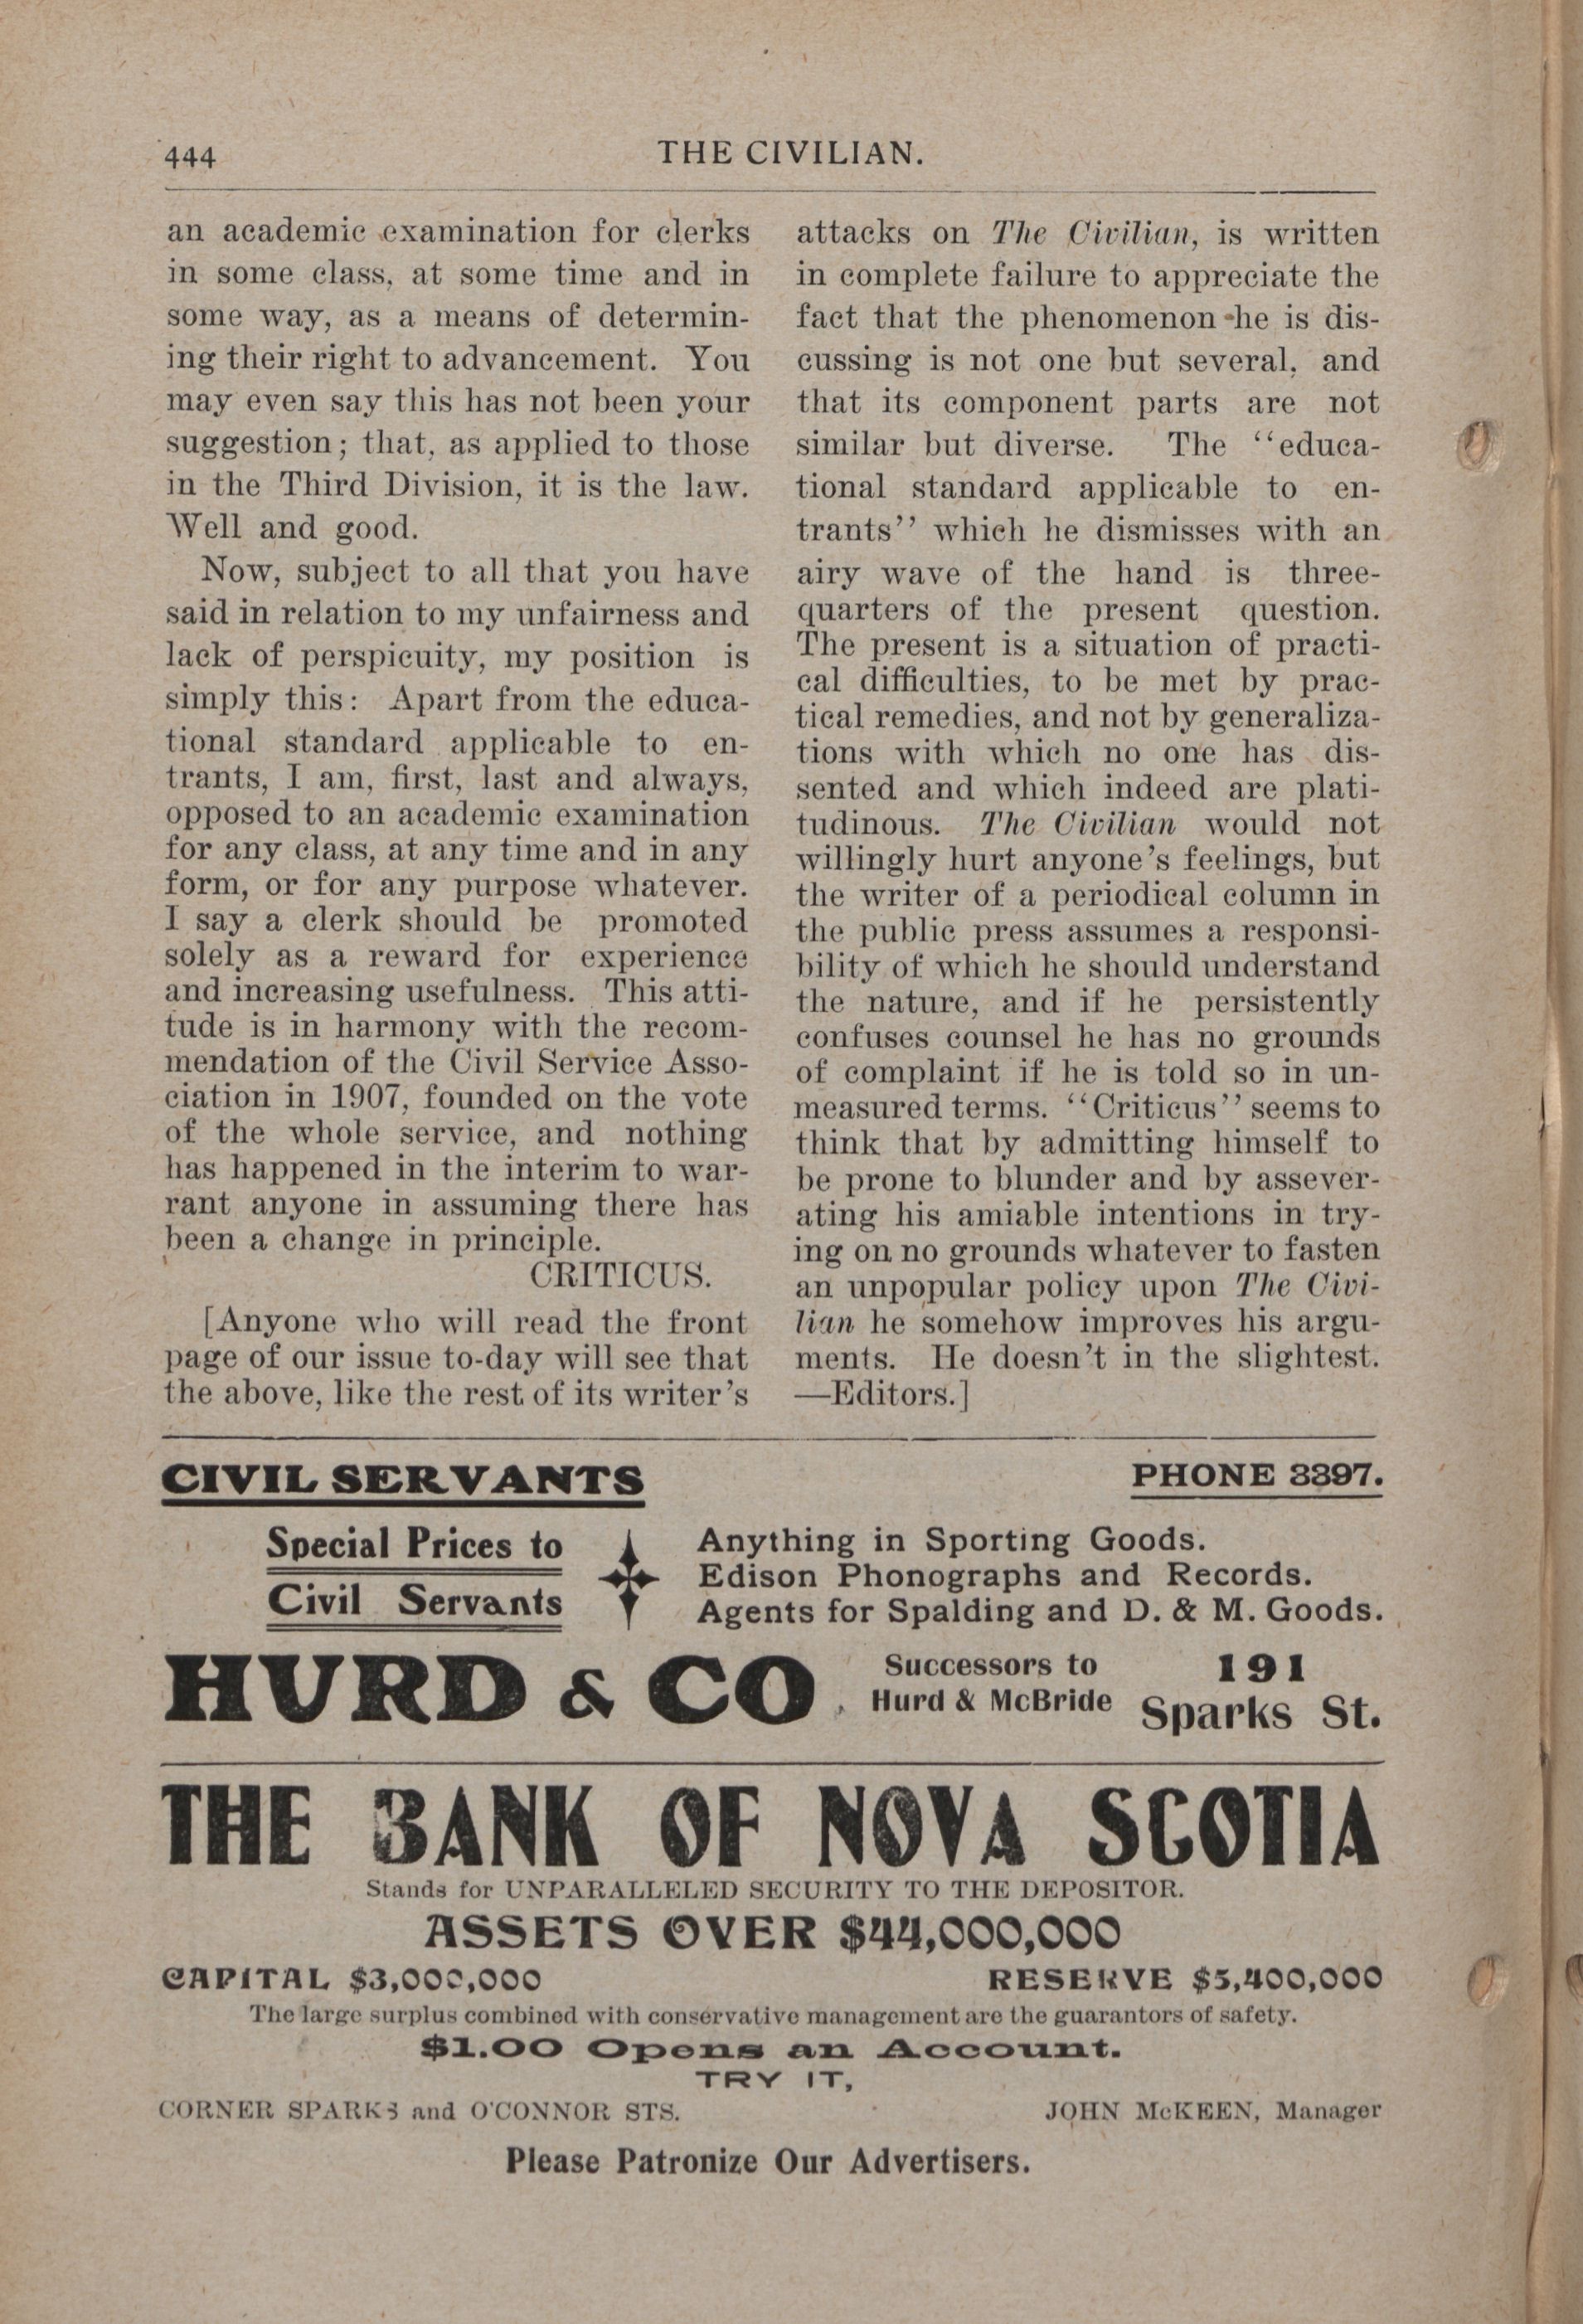 444
THE CIVILIAN.
an academic examination for clerks
in some class, at some time and in
some way, as a means of determin-
ing their right to advancement. You
may even say this has not been your
suggestion; that, as applied to those
in the Third Division, it is the law.
Well and good.
Now, subject to all that you have
said in relation to my unfairness and
lack of perspicuity, my position is
simply this: Apart from the educa-
tional standard applicable to en-
trants, I am, first, last and always,
opposed to an academic examination
for any class, at any time and in any
form, or for any purpose whatever.
I say a clerk should be promoted
solely as a reward for experience
and increasing usefulness. This atti-
tude is in harmony with the recom-
mendation of the Civil Service Asso-
ciation in 1907, founded on the vote
of the whole service, and nothing
has happened in the interim to war-
rant anyone in assuming there has
been a change in principle.
CRITICUS.
[Anyone who will read the front
page of our issue to-day will see that
the above, like the rest of its writer's
attacks on The Civilian, is written
in complete failure to appreciate the
fact that the phenomenon he is dis-
cussing is not one but several, and
that its component parts are not
similar but diverse. The "educa-
tional standard applicable to en-
trants" which he dismisses with an
airy wave of the hand is three-
quarters of the present question.
The present is a situation of practi-
cal difficulties, to be met by prac-
tical remedies, and not by generaliza-
tions with which no one has dis-
sented and which indeed are plati-
tudinous. The Civilian would not
willingly hurt anyone's feelings, but
the writer of a periodical column in
the public press assumes a responsi-
bility of which he should understand
the nature, and if he persistently
confuses counsel he has no grounds
of complaint if he is told so in un-
measured terms. "Criticus" seems to
think that by admitting himself to
be prone to blunder and by assever-
ating his amiable intentions in try-
ing on no grounds whatever to fasten
an unpopular policy upon The Civi-
lian he somehow improves his argu-
ments. He doesn't in the slightest.
—Editors.]
CIVIL SERVANTS
PHONE 3397.
Special Prices to
Civil Servants
Anything in Sporting Goods.
Edison Phonographs and Records.
Agents for Spalding and D. & M. Goods.
HURD & CO.
Successors to
Hurd & McBride
191
Sparks St.
THE BANK OF NOVA SCOTIA
Stands for UNPARALLELED SECURITY TO THE DEPOSITOR.
ASSETS OVER $44,000,000
CAPITAL $3,000,000
RESERVE $5,400,000
The large surplus combined with conservative management are the guarantors of safety.
$1.00 Opens an Account.
TRY IT,
CORNER SPARKS and O'CONNOR STS.
JOHN McKEEN, Manager
Please Patronize Our Advertisers.